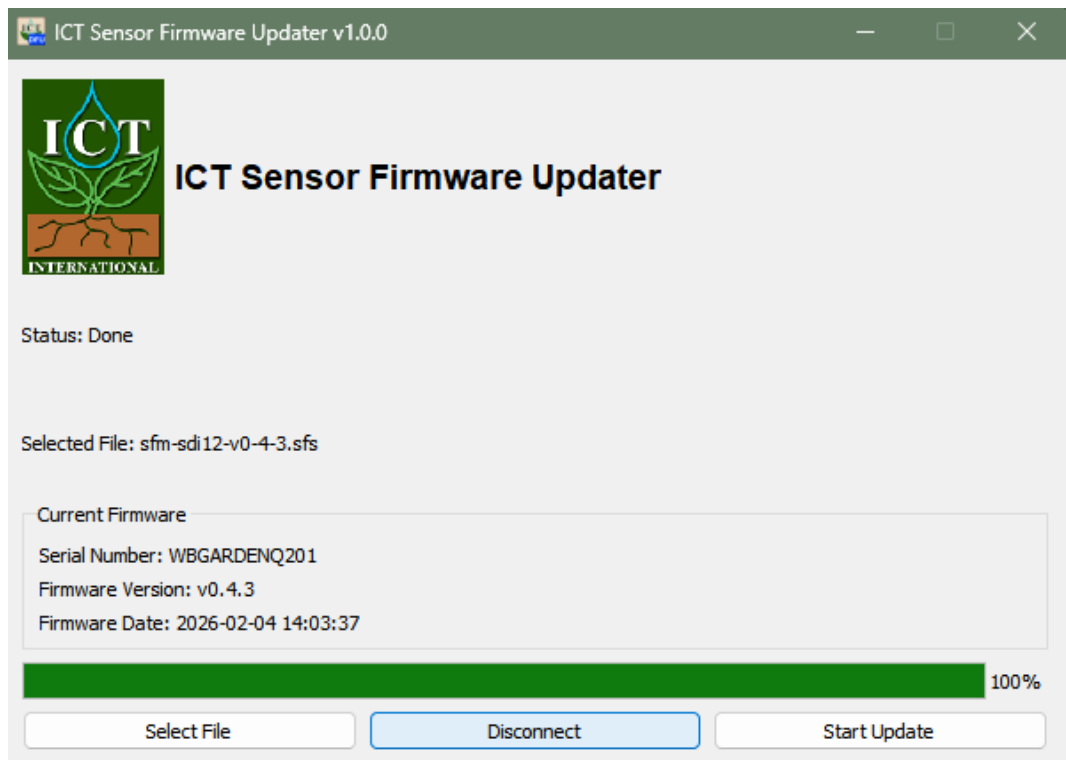 ICT Sensor Firmware Updater v1.0.0
ICT
INTERNATIONAL
ICT Sensor Firmware Updater
Status: Done
Selected File: sfm-sdi12-v0-4-3.sfs
Current Firmware
Serial Number: WBGARDENQ201
Firmware Version: v0.4.3
Firmware Date: 2026-02-04 14:03:37
100%
Select File
Disconnect
Start Update